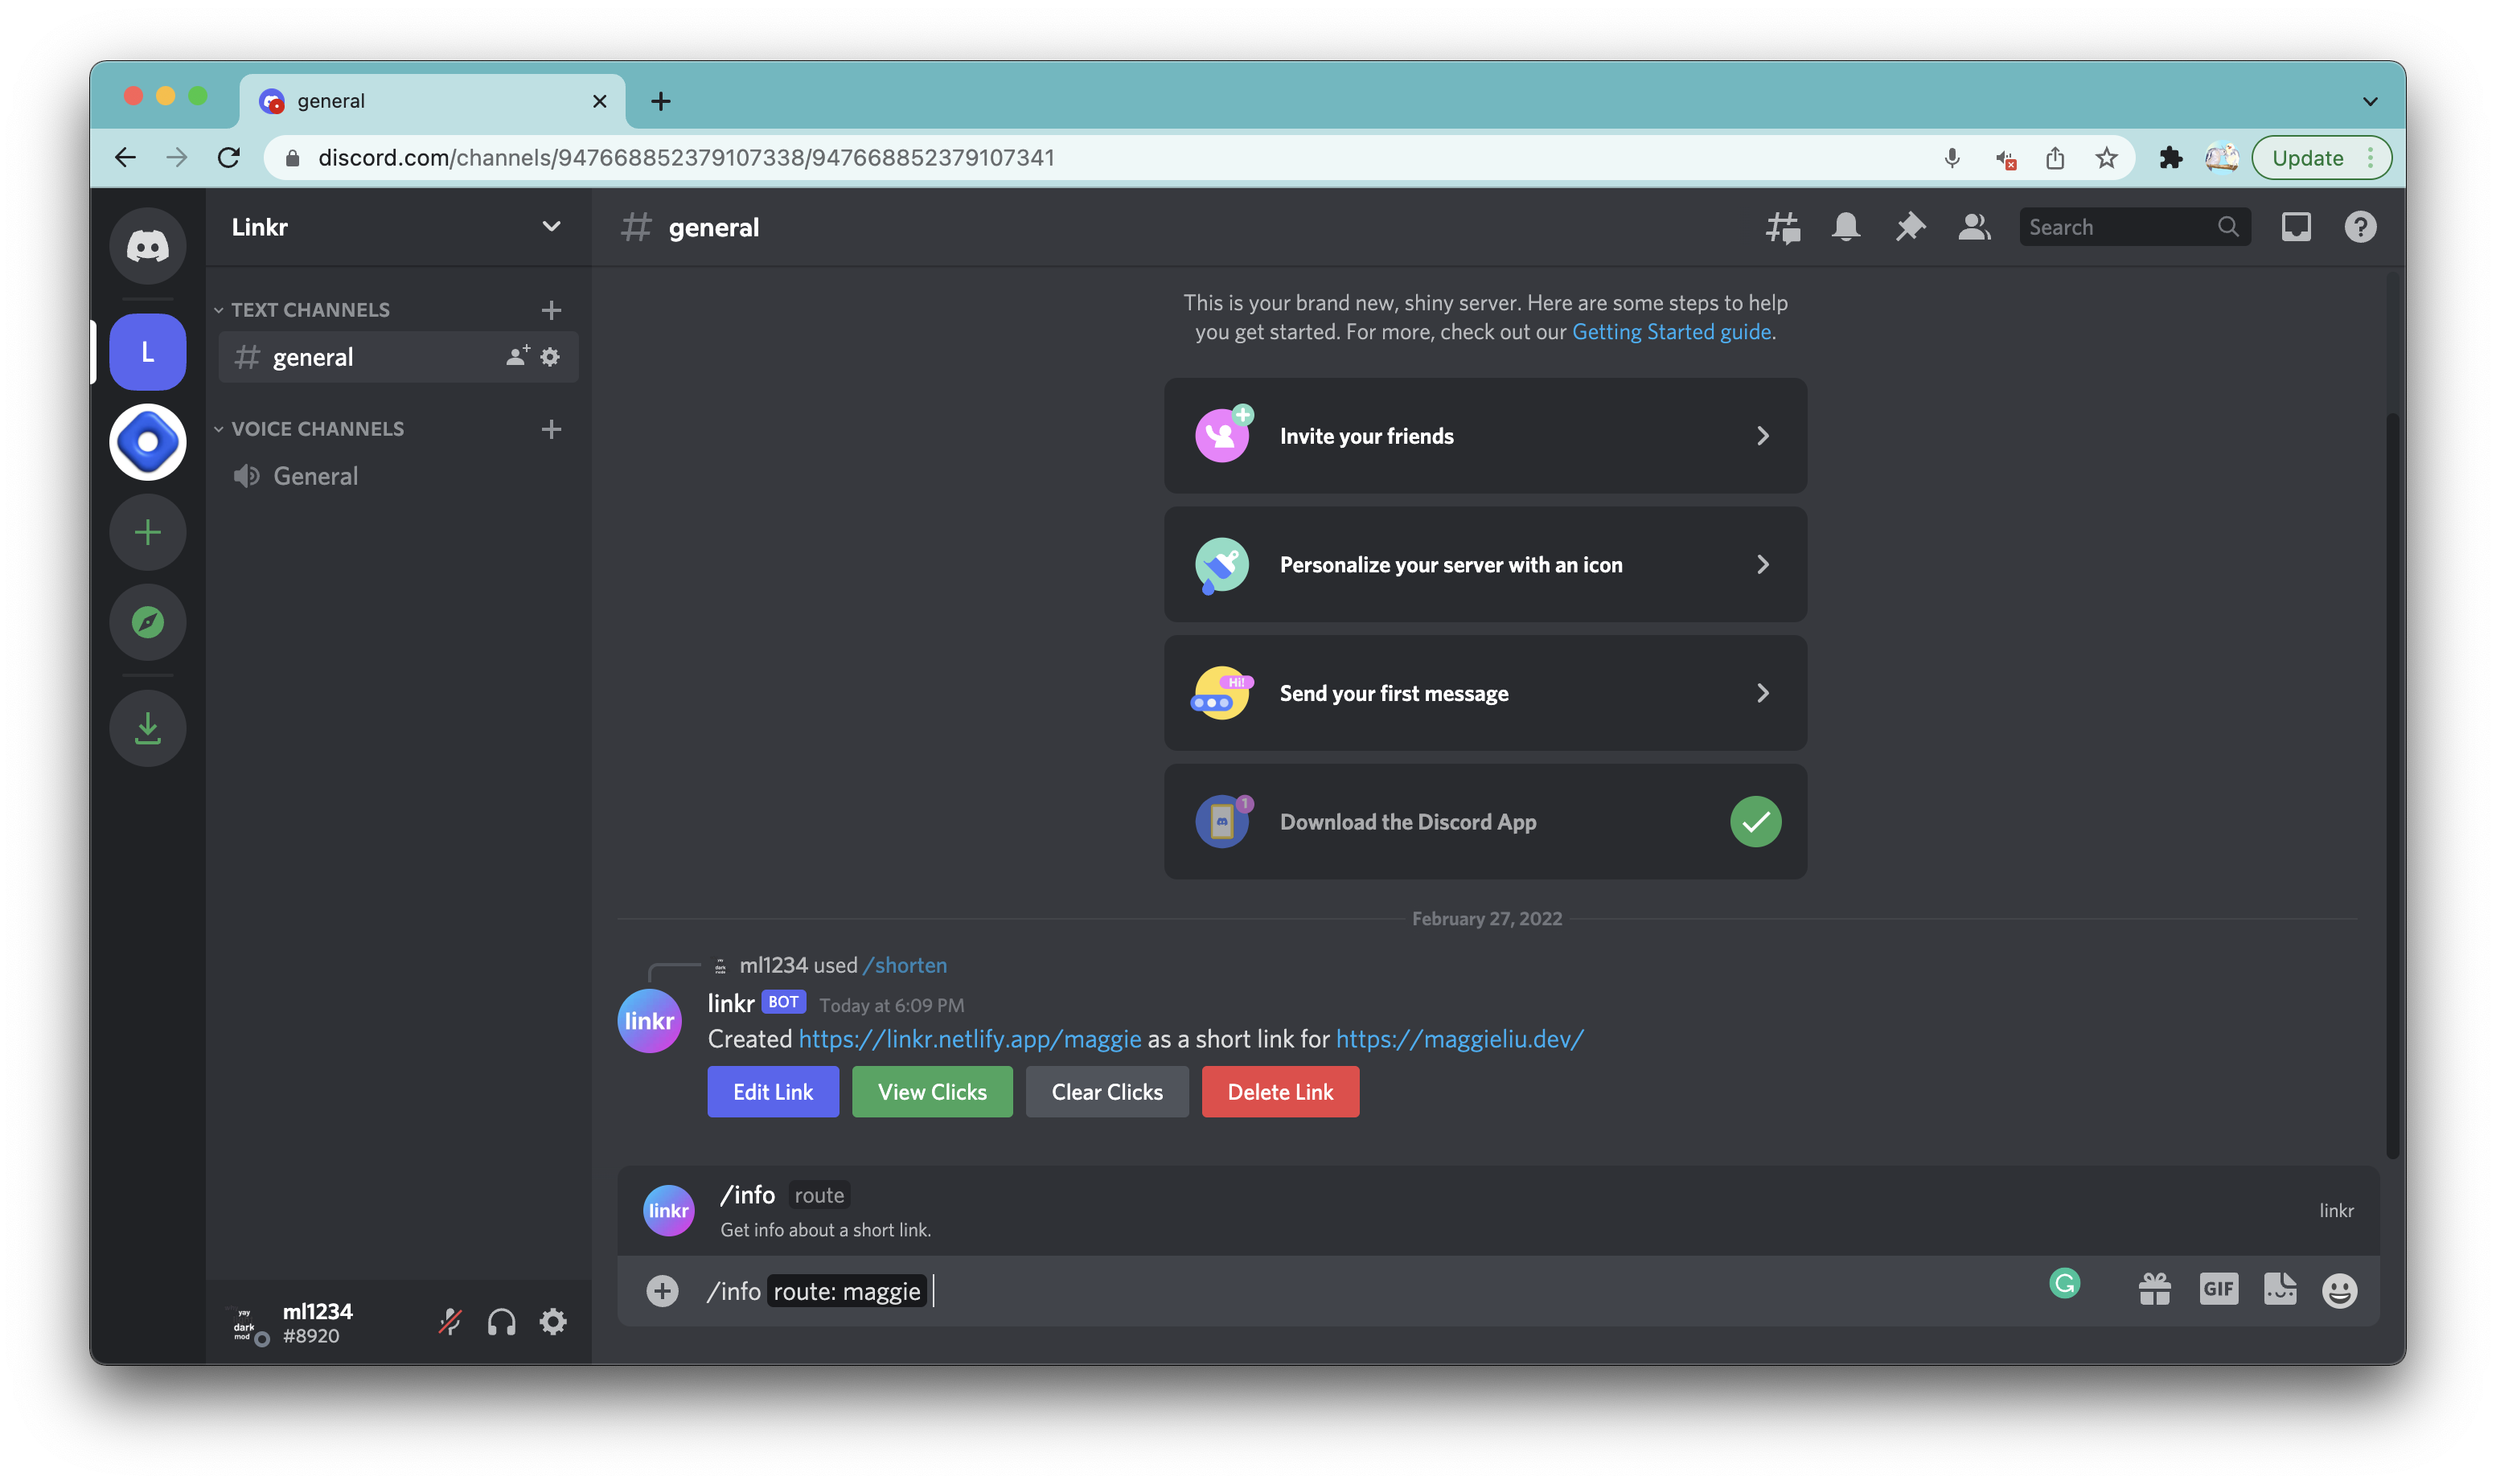 general
discord.com/channels/947668852379107338/947668852379107341
Update
Linkr
general
Search
TEXT CHANNELS
L
general
VOICE CHANNELS
General
This is your brand new, shiny server. Here are some steps to help
you get started. For more, check out our Getting Started guide.
Invite your friends
Personalize your server with an icon
Hi!
Send your first message
1
Download the Discord App
February 27, 2022
ml1234 used /shorten
linkr
linkr BOT Today at 6:09 PM
Created https://linkr.netlify.app/maggie as a short link for https://maggieliu.dev/
Edit Link View Clicks Clear Clicks Delete Link
linkr
/info route
Get info about a short link.
linkr
/info route: maggie
GIF
yay
dark
mod
ml1234
#8920